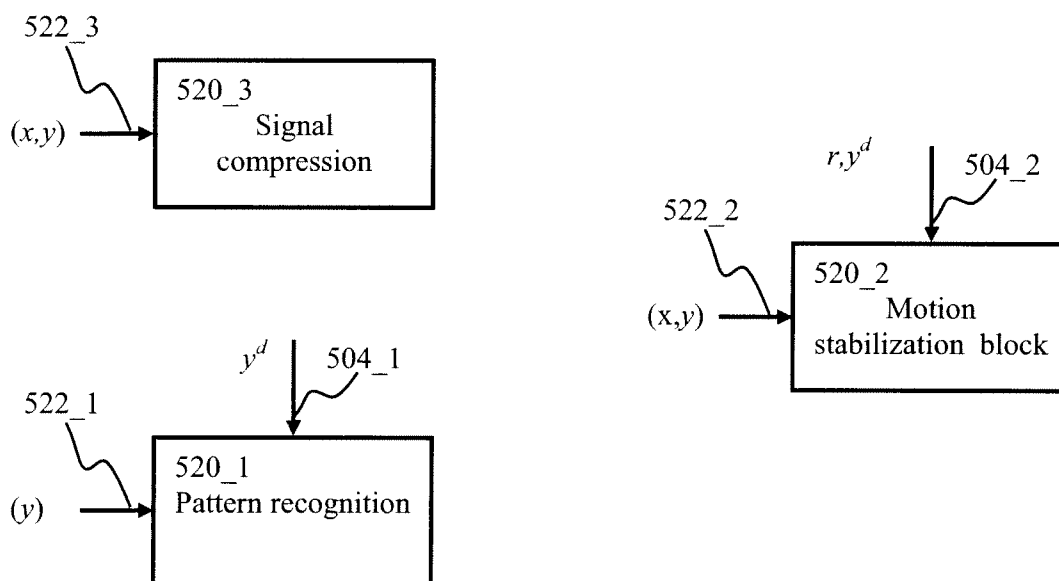 522_3
520_3
(x,y)
Signal
compression
r,y^d
504_2
522_2
520_2
(x,y)
Motion
stabilization block
y^d
504_1
522_1
520_1
(y)
Pattern recognition